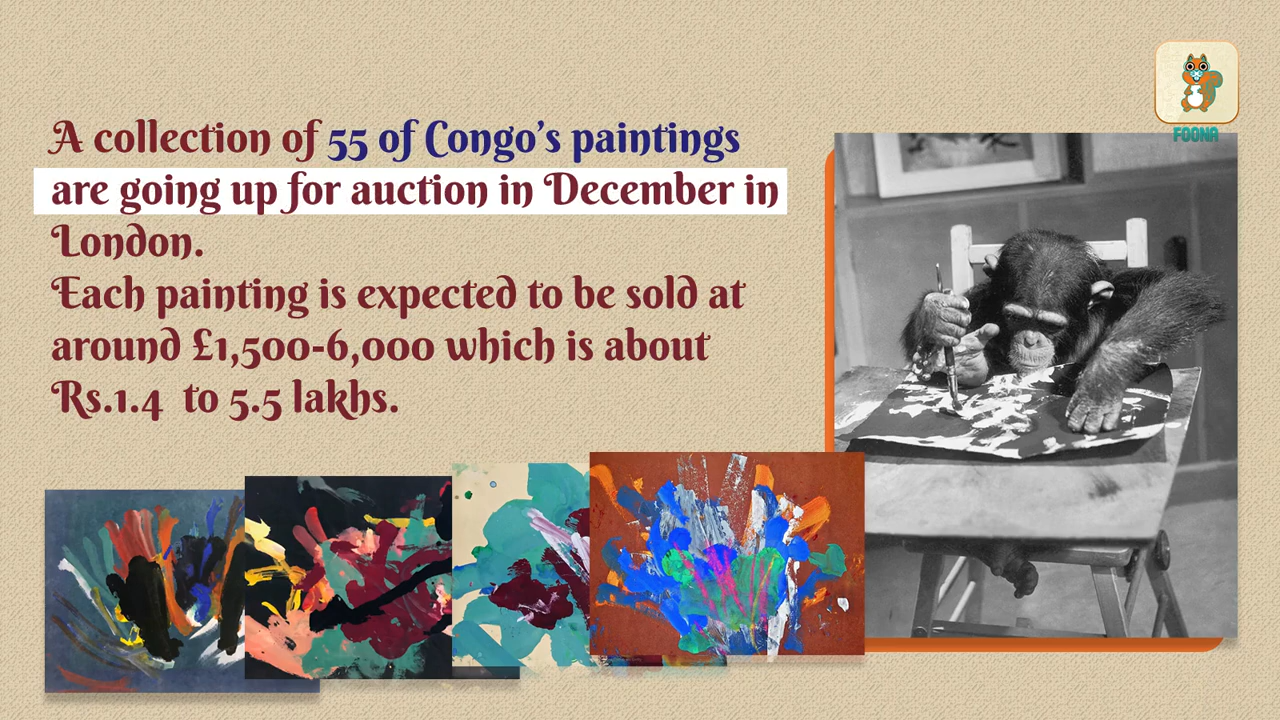 FOONA
A collection of 55 of Congo's paintings
are going up for auction in December in
London.
Each painting is expected to be sold at
around £1,500-6,000 which is about
Rs.1.4 to 5.5 lakhs.